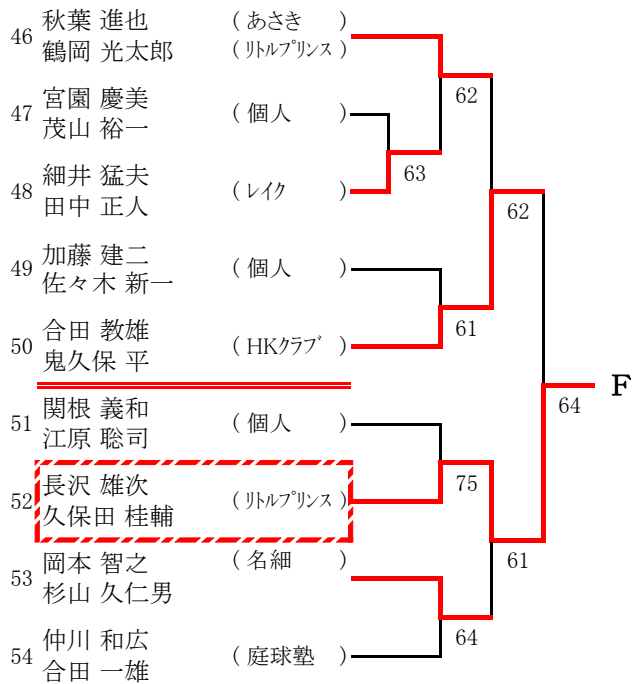 46 秋葉 進也 (あさき)
鶴岡 光太郎 (ﾘﾄﾙﾌﾟﾘﾝｽ)
62
47 宮園 慶美 (個人)
茂山 裕一
63
48 細井 猛夫 (ﾚｲｸ)
田中 正人
62
49 加藤 建二 (個人)
佐々木 新一
61
50 合田 教雄 (HKｸﾗﾌﾞ)
鬼久保 平
64 F
51 関根 義和 (個人)
江原 聡司
75
52 長沢 雄次 (ﾘﾄﾙﾌﾟﾘﾝｽ)
久保田 桂輔
61
53 岡本 智之 (名細)
杉山 久仁男
64
54 仲川 和広 (庭球塾)
合田 一雄